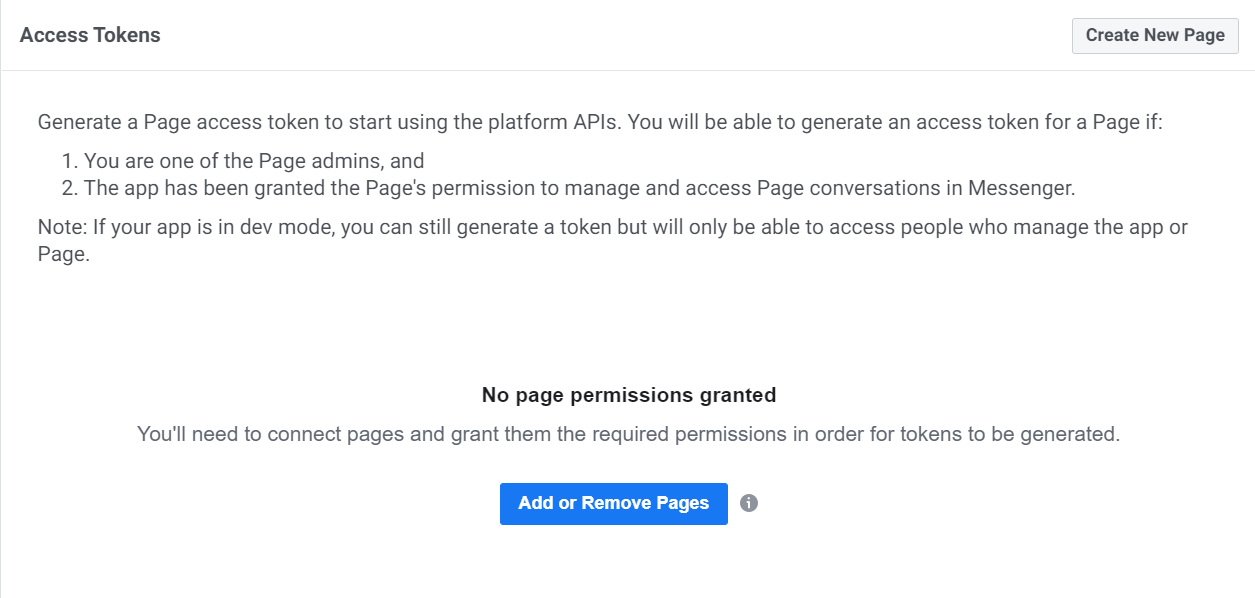 Access Tokens
Create New Page
Generate a Page access token to start using the platform APIs. You will be able to generate an access token for a Page if:
1. You are one of the Page admins, and
2. The app has been granted the Page's permission to manage and access Page conversations in Messenger.
Note: If your app is in dev mode, you can still generate a token but will only be able to access people who manage the app or
Page.
No page permissions granted
You'll need to connect pages and grant them the required permissions in order for tokens to be generated.
Add or Remove Pages